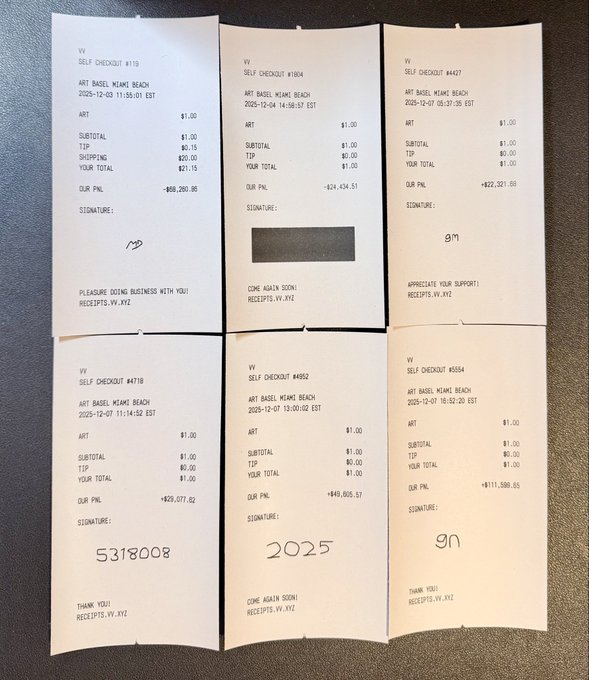 VV
SELF CHECKOUT #119
ART BASEL MIAMI BEACH
2025-12-03 11:55:01 EST
ART $1.00
SUBTOTAL $1.00
TIP $0.15
SHIPPING $20.00
YOUR TOTAL $21.15
OUR PNL -$68,260.86
SIGNATURE:
MD
PLEASURE DOING BUSINESS WITH YOU!
RECEIPTS.VV.XYZ
VV
SELF CHECKOUT #1804
ART BASEL MIAMI BEACH
2025-12-04 14:58:57 EST
ART $1.00
SUBTOTAL $1.00
TIP $0.00
YOUR TOTAL $1.00
OUR PNL -$24,434.51
SIGNATURE:
COME AGAIN SOON!
RECEIPTS.VV.XYZ
VV
SELF CHECKOUT #4427
ART BASEL MIAMI BEACH
2025-12-07 05:37:35 EST
ART $1.00
SUBTOTAL $1.00
TIP $0.00
YOUR TOTAL $1.00
OUR PNL +$22,321.68
SIGNATURE:
gm
APPRECIATE YOUR SUPPORT!
RECEIPTS.VV.XYZ
VV
SELF CHECKOUT #4718
ART BASEL MIAMI BEACH
2025-12-07 11:14:52 EST
ART $1.00
SUBTOTAL $1.00
TIP $0.00
YOUR TOTAL $1.00
OUR PNL +$29,077.62
SIGNATURE:
5318008
THANK YOU!
RECEIPTS.VV.XYZ
VV
SELF CHECKOUT #4952
ART BASEL MIAMI BEACH
2025-12-07 13:00:02 EST
ART $1.00
SUBTOTAL $1.00
TIP $0.00
YOUR TOTAL $1.00
OUR PNL +$49,605.57
SIGNATURE:
2025
COME AGAIN SOON!
RECEIPTS.VV.XYZ
VV
SELF CHECKOUT #5554
ART BASEL MIAMI BEACH
2025-12-07 16:52:20 EST
ART $1.00
SUBTOTAL $1.00
TIP $0.00
YOUR TOTAL $1.00
OUR PNL +$111,599.65
SIGNATURE:
gn
THANK YOU!
RECEIPTS.VV.XYZ